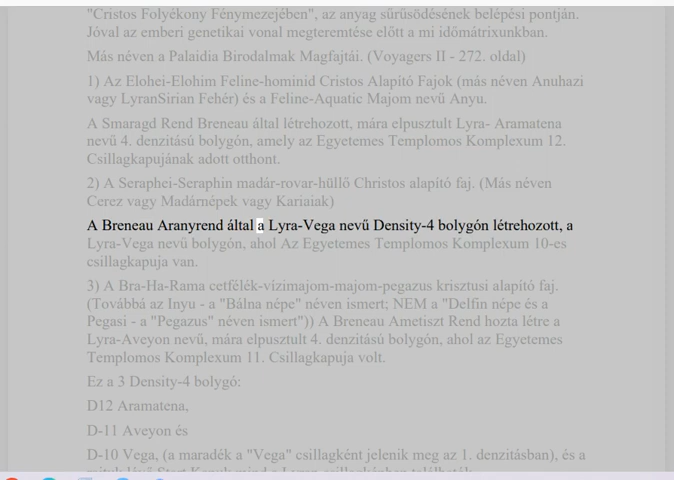 "Cristos Folyékony Fénymezejében", az anyag sűrűsödésének belépési pontján.
Jóval az emberi genetikai vonal megteremtése előtt a mi időmátrixunkban.
Más néven a Palaidia Birodalmak Magfajtái. (Voyagers II - 272. oldal)
1) Az Elohei-Elohim Feline-hominid Cristos Alapító Fajok (más néven Anuhazi
vagy LyranSirian Fehér) és a Feline-Aquatic Majom nevű Anyu.
A Smaragd Rend Breneau által létrehozott, mára elpusztult Lyra- Aramatena
nevű 4. denzitású bolygón, amely az Egyetemes Templomos Komplexum 12.
Csillagkapujának adott otthont.
2) A Seraphei-Seraphin madár-rovar-hüllő Christos alapító faj. (Más néven
Cerez vagy Madárnépek vagy Kariaiak)
A Breneau Aranyrend által a Lyra-Vega nevű Density-4 bolygón létrehozott, a
Lyra-Vega nevű bolygón, ahol Az Egyetemes Templomos Komplexum 10-es
csillagkapuja van.
3) A Bra-Ha-Rama cetfélék-vízimajom-majom-pegazus krisztusi alapító faj.
(Továbbá az Inyu - a "Bálna népe" néven ismert; NEM a "Delfin népe és a
Pegasi - a "Pegazus" néven ismert")) A Breneau Ametiszt Rend hozta létre a
Lyra-Aveyon nevű, mára elpusztult 4. denzitású bolygón, ahol az Egyetemes
Templomos Komplexum 11. Csillagkapuja volt.
Ez a 3 Density-4 bolygó:
D12 Aramatena,
D-11 Aveyon és
D-10 Vega, (a maradék a "Vega" csillagként jelenik meg az 1. denzitásban), és a